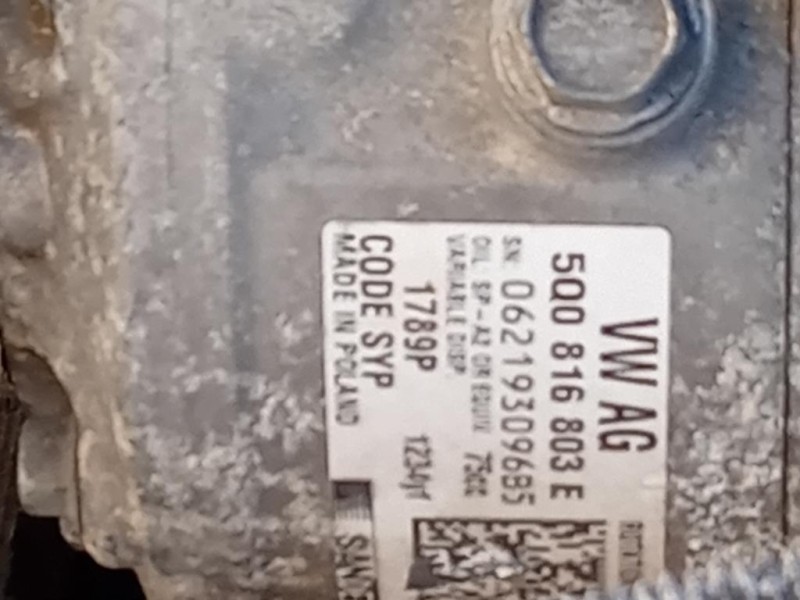 VW AG
5Q0 816 803 E
SN: 06219309685
OIL SP-A2 OR EQUIV.
VARIABLE DISP.
1789P 1234yf
CODE SYP
MADE IN POLAND